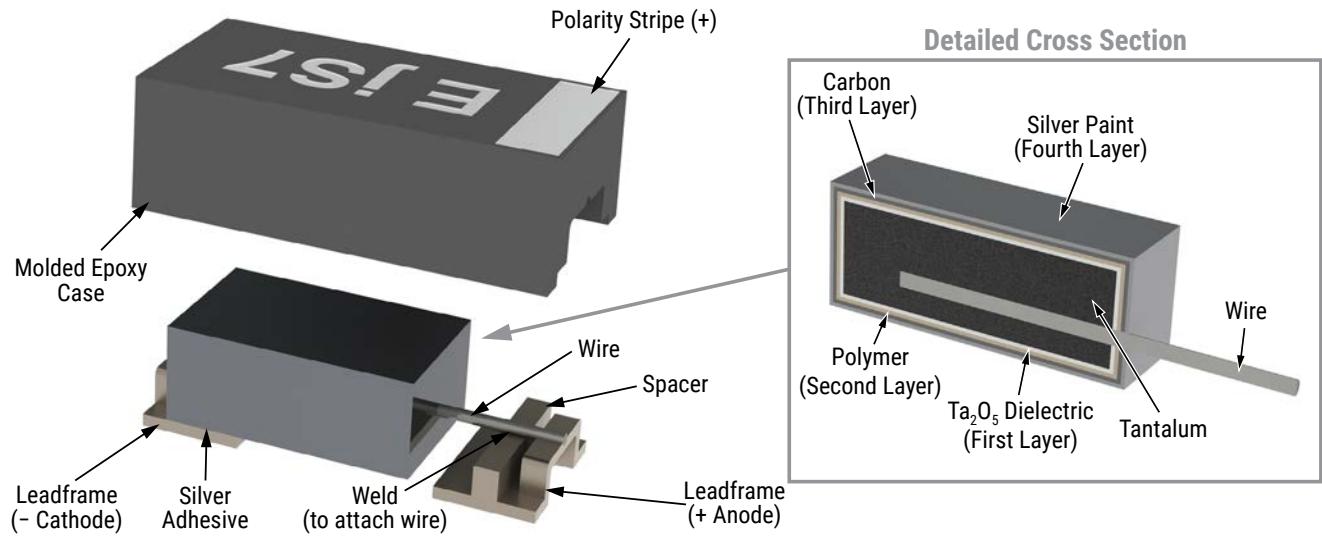 Polarity Stripe (+)
E jS7
Molded Epoxy
Case
Wire
Spacer
Leadframe
(− Cathode)
Silver
Adhesive
Weld
(to attach wire)
Leadframe
(+ Anode)
Detailed Cross Section
Carbon
(Third Layer)
Silver Paint
(Fourth Layer)
Wire
Polymer
(Second Layer)
Ta₂O₅ Dielectric
(First Layer)
Tantalum